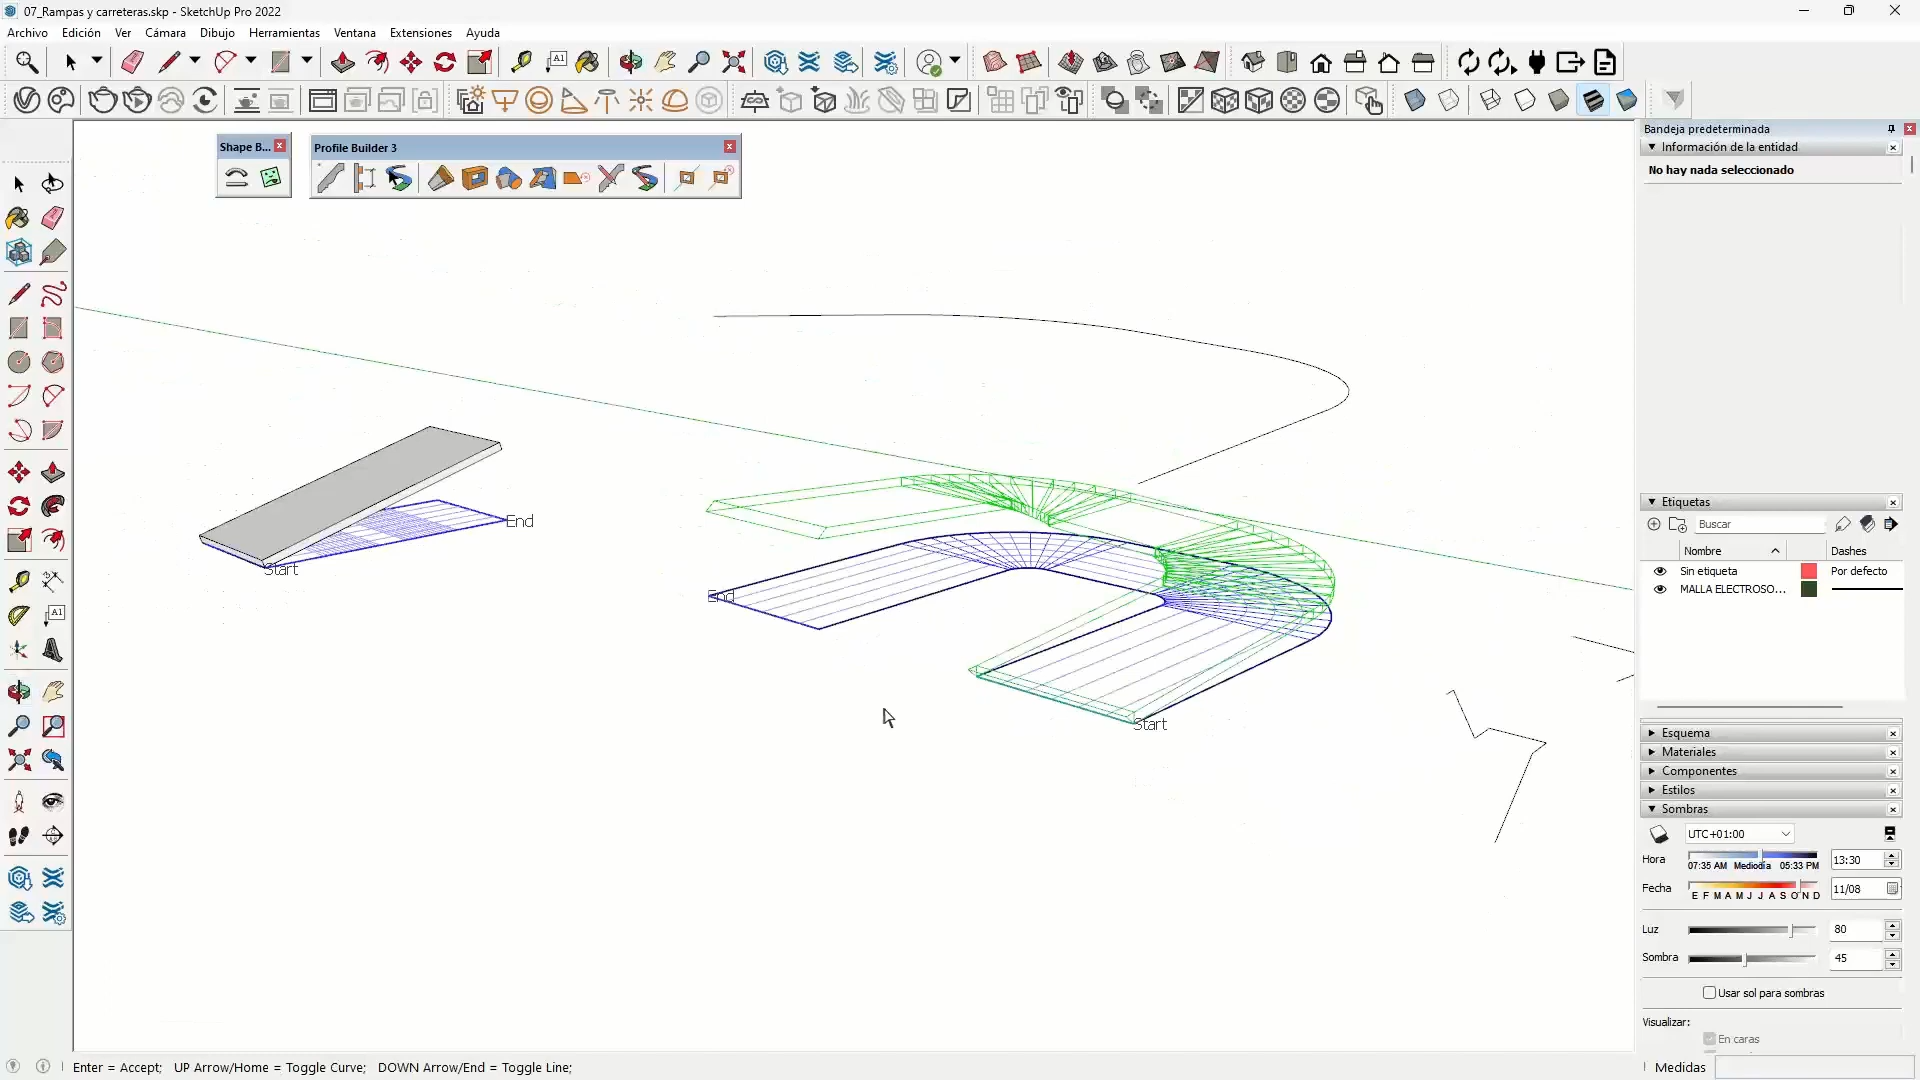 07_Rampas y carreteras.skp - SketchUp Pro 2022
Archivo Edición Ver Cámara Dibujo Herramientas Ventana Extensiones Ayuda
A1
Shape B...
Profile Builder 3
Bandeja predeterminada
Información de la entidad
No hay nada seleccionado
End
Start
End
Start
A1
Etiquetas
Buscar
Nombre Dashes
Sin etiqueta Por defecto
MALLA ELECTROSO...
Esquema
Materiales
Componentes
Estilos
Sombras
UTC+01:00
Hora 13:30
07:35 AM Mediodía 05:33 PM
Fecha 11/08
E F M A M J J A S O N D
Luz 80
Sombra 45
Usar sol para sombras
Visualizar:
En caras
Enter = Accept; UP Arrow/Home = Toggle Curve; DOWN Arrow/End = Toggle Line;
Medidas